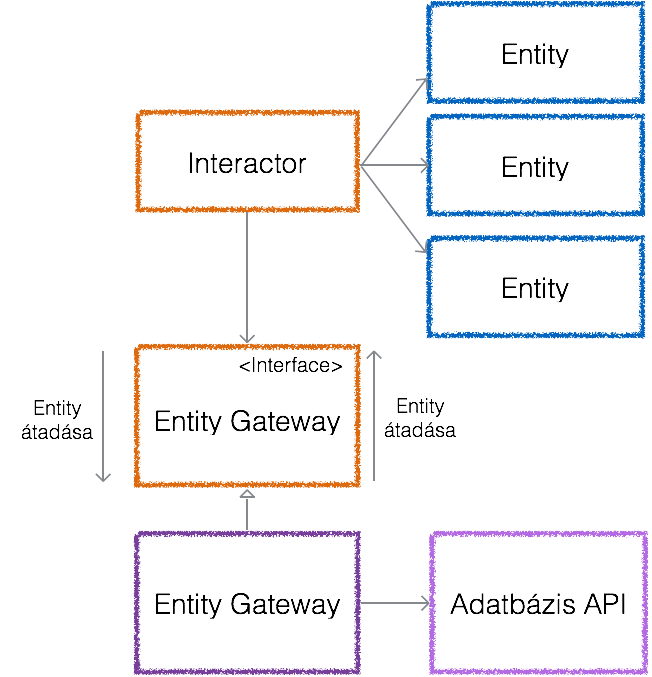 Entity
Interactor
Entity
Entity
<Interface>
Entity Gateway
Entity
átadása
Entity
átadása
Entity Gateway
Adatbázis API